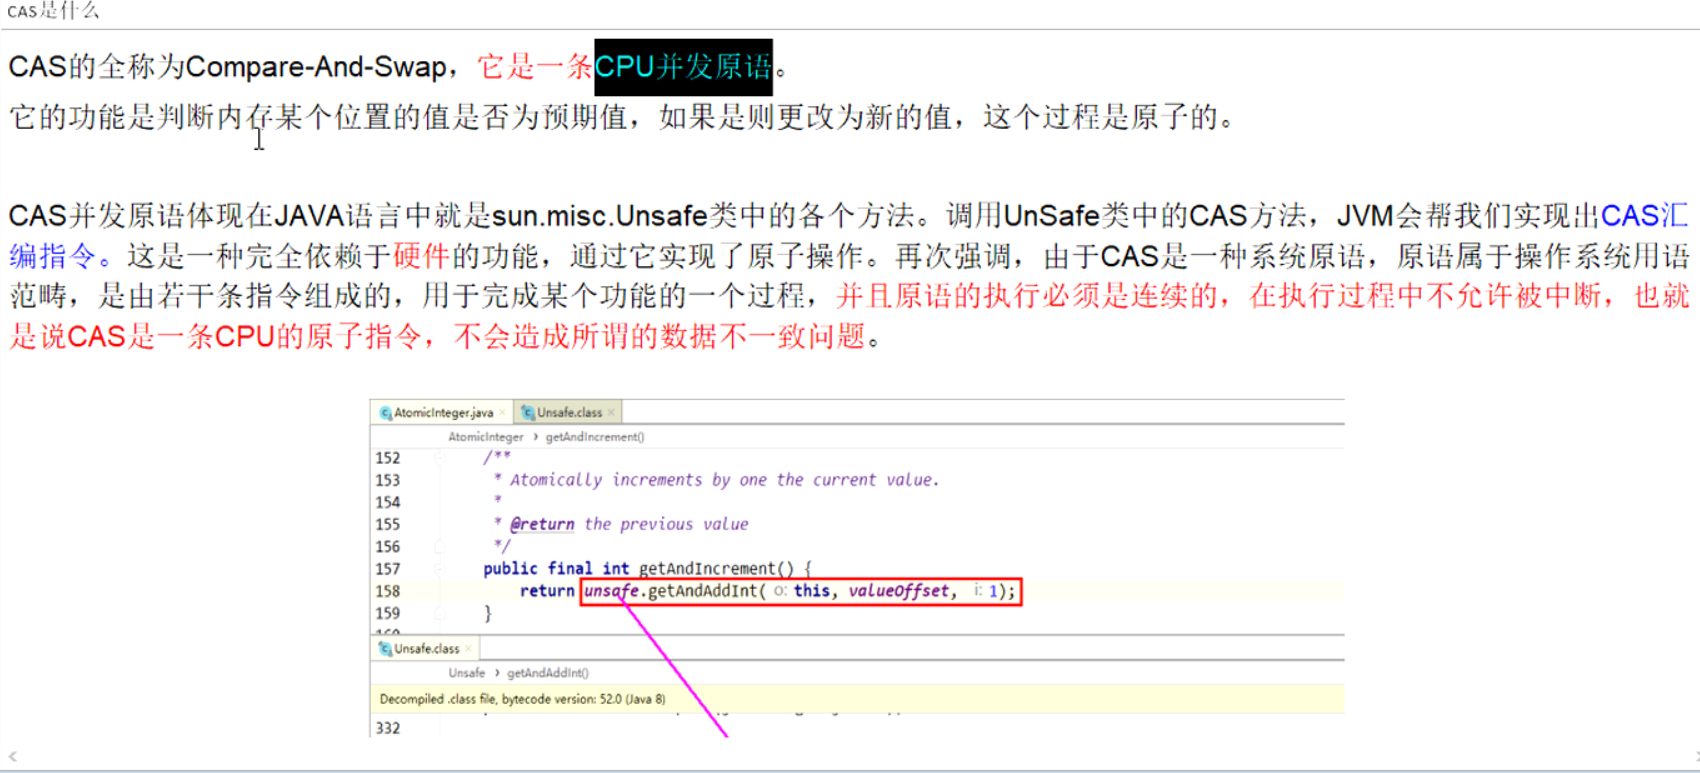 CAS是什么
CAS的全称为Compare-And-Swap，它是一条CPU并发原语。
它的功能是判断内存某个位置的值是否为预期值，如果是则更改为新的值，这个过程是原子的。
CAS并发原语体现在JAVA语言中就是sun.misc.Unsafe类中的各个方法。调用UnSafe类中的CAS方法，JVM会帮我们实现出CAS汇
编指令。这是一种完全依赖于硬件的功能，通过它实现了原子操作。再次强调，由于CAS是一种系统原语，原语属于操作系统用语
范畴，是由若干条指令组成的，用于完成某个功能的一个过程，并且原语的执行必须是连续的，在执行过程中不允许被中断，也就
是说CAS是一条CPU的原子指令，不会造成所谓的数据不一致问题。
AtomicInteger.java × Unsafe.class ×
AtomicInteger › getAndIncrement()
152 /**
153 * Atomically increments by one the current value.
154 *
155 * @return the previous value
156 */
157 public final int getAndIncrement() {
158 return unsafe.getAndAddInt( o: this, valueOffset, i: 1);
159 }
Unsafe.class ×
Unsafe › getAndAddInt()
Decompiled .class file, bytecode version: 52.0 (Java 8)
332